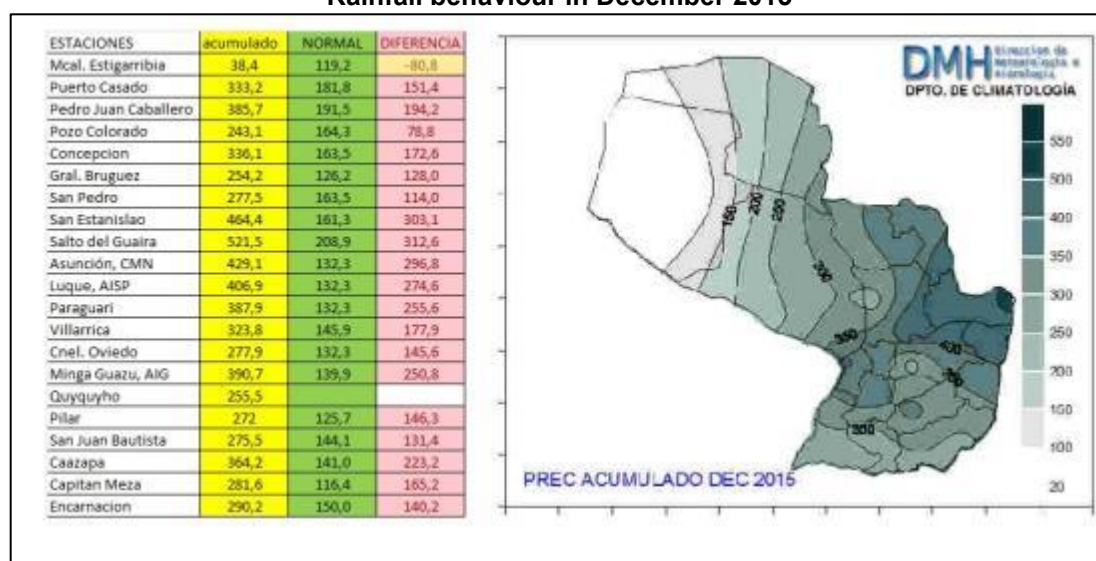 Rainfall behaviour in December 2015
ESTACIONES acumulado NORMAL DIFERENCIA
Mcal. Estigarribia 38,4 119,2 -80,8
Puerto Casado 333,2 181,8 151,4
Pedro Juan Caballero 385,7 191,5 194,2
Pozo Colorado 243,1 164,3 78,8
Concepcion 336,1 163,5 172,6
Gral. Bruguez 254,2 126,2 128,0
San Pedro 277,5 163,5 114,0
San Estanislao 464,4 161,3 303,1
Salto del Guaira 521,5 208,9 312,6
Asunción, CMN 429,1 132,3 296,8
Luque, AISP 406,9 132,3 274,6
Paraguari 387,9 132,3 255,6
Villarrica 323,8 145,9 177,9
Cnel. Oviedo 277,9 132,3 145,6
Minga Guazu, AIG 390,7 139,9 250,8
Quyquyho 255,5
Pilar 272 125,7 146,3
San Juan Bautista 275,5 144,1 131,4
Caazapa 364,2 141,0 223,2
Capitan Meza 281,6 116,4 165,2
Encarnacion 290,2 150,0 140,2
DMH Direccion de
Meteorologia e
Hidrologia
DPTO. DE CLIMATOLOGÍA
550
500
400
350
300
250
200
150
100
20
150
200
250
300
350
400
300
PREC ACUMULADO DEC 2015